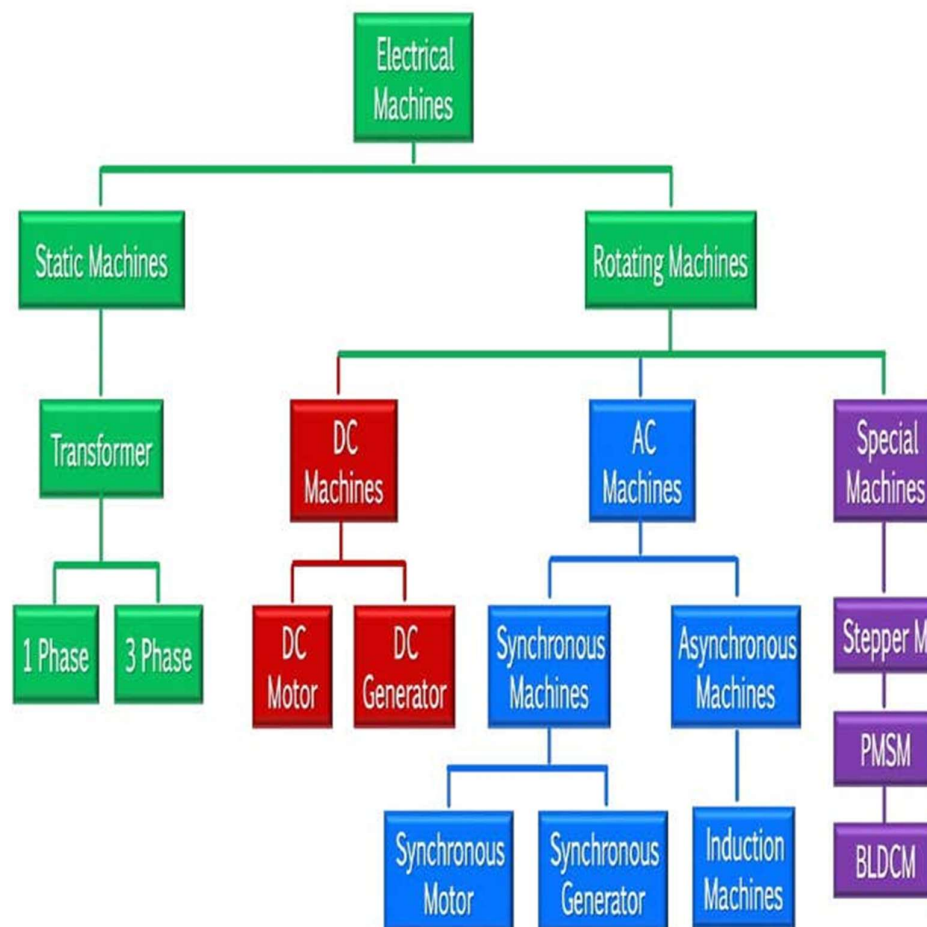 Electrical
Machines
Static Machines
Rotating Machines
Transformer
DC
Machines
AC
Machines
Special
Machines
1 Phase
3 Phase
DC
Motor
DC
Generator
Synchronous
Machines
Asynchronous
Machines
Stepper M
PMSM
BLDCM
Synchronous
Motor
Synchronous
Generator
Induction
Machines